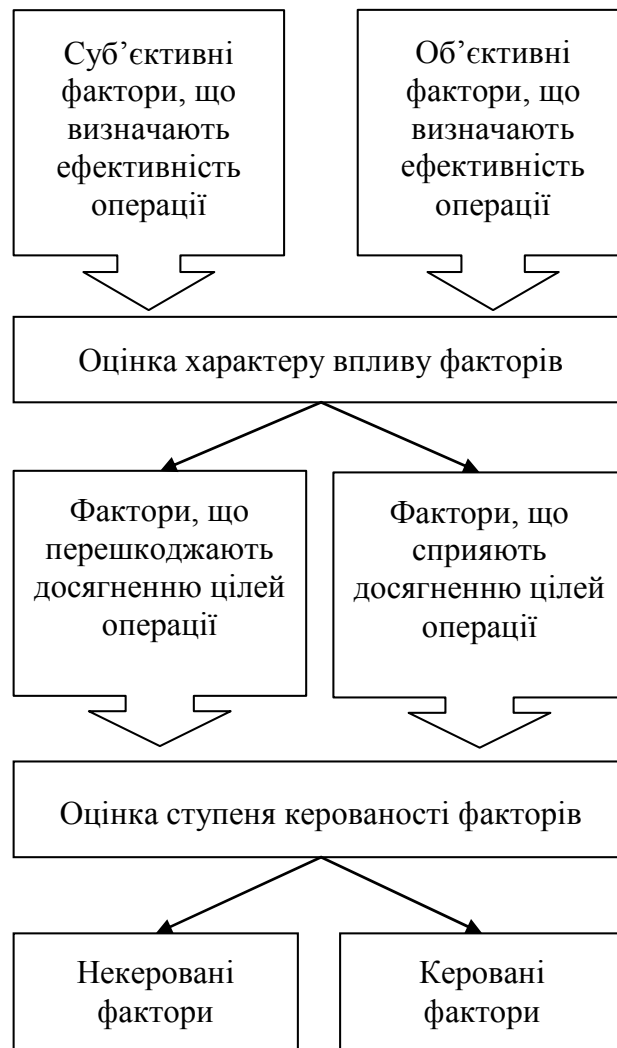 Суб’єктивні
фактори, що
визначають
ефективність
операції
Об’єктивні
фактори, що
визначають
ефективність
операції
Оцінка характеру впливу факторів
Фактори, що
перешкоджають
досягненню цілей
операції
Фактори, що
сприяють
досягненню цілей
операції
Оцінка ступеня керованості факторів
Некеровані
фактори
Керовані
фактори